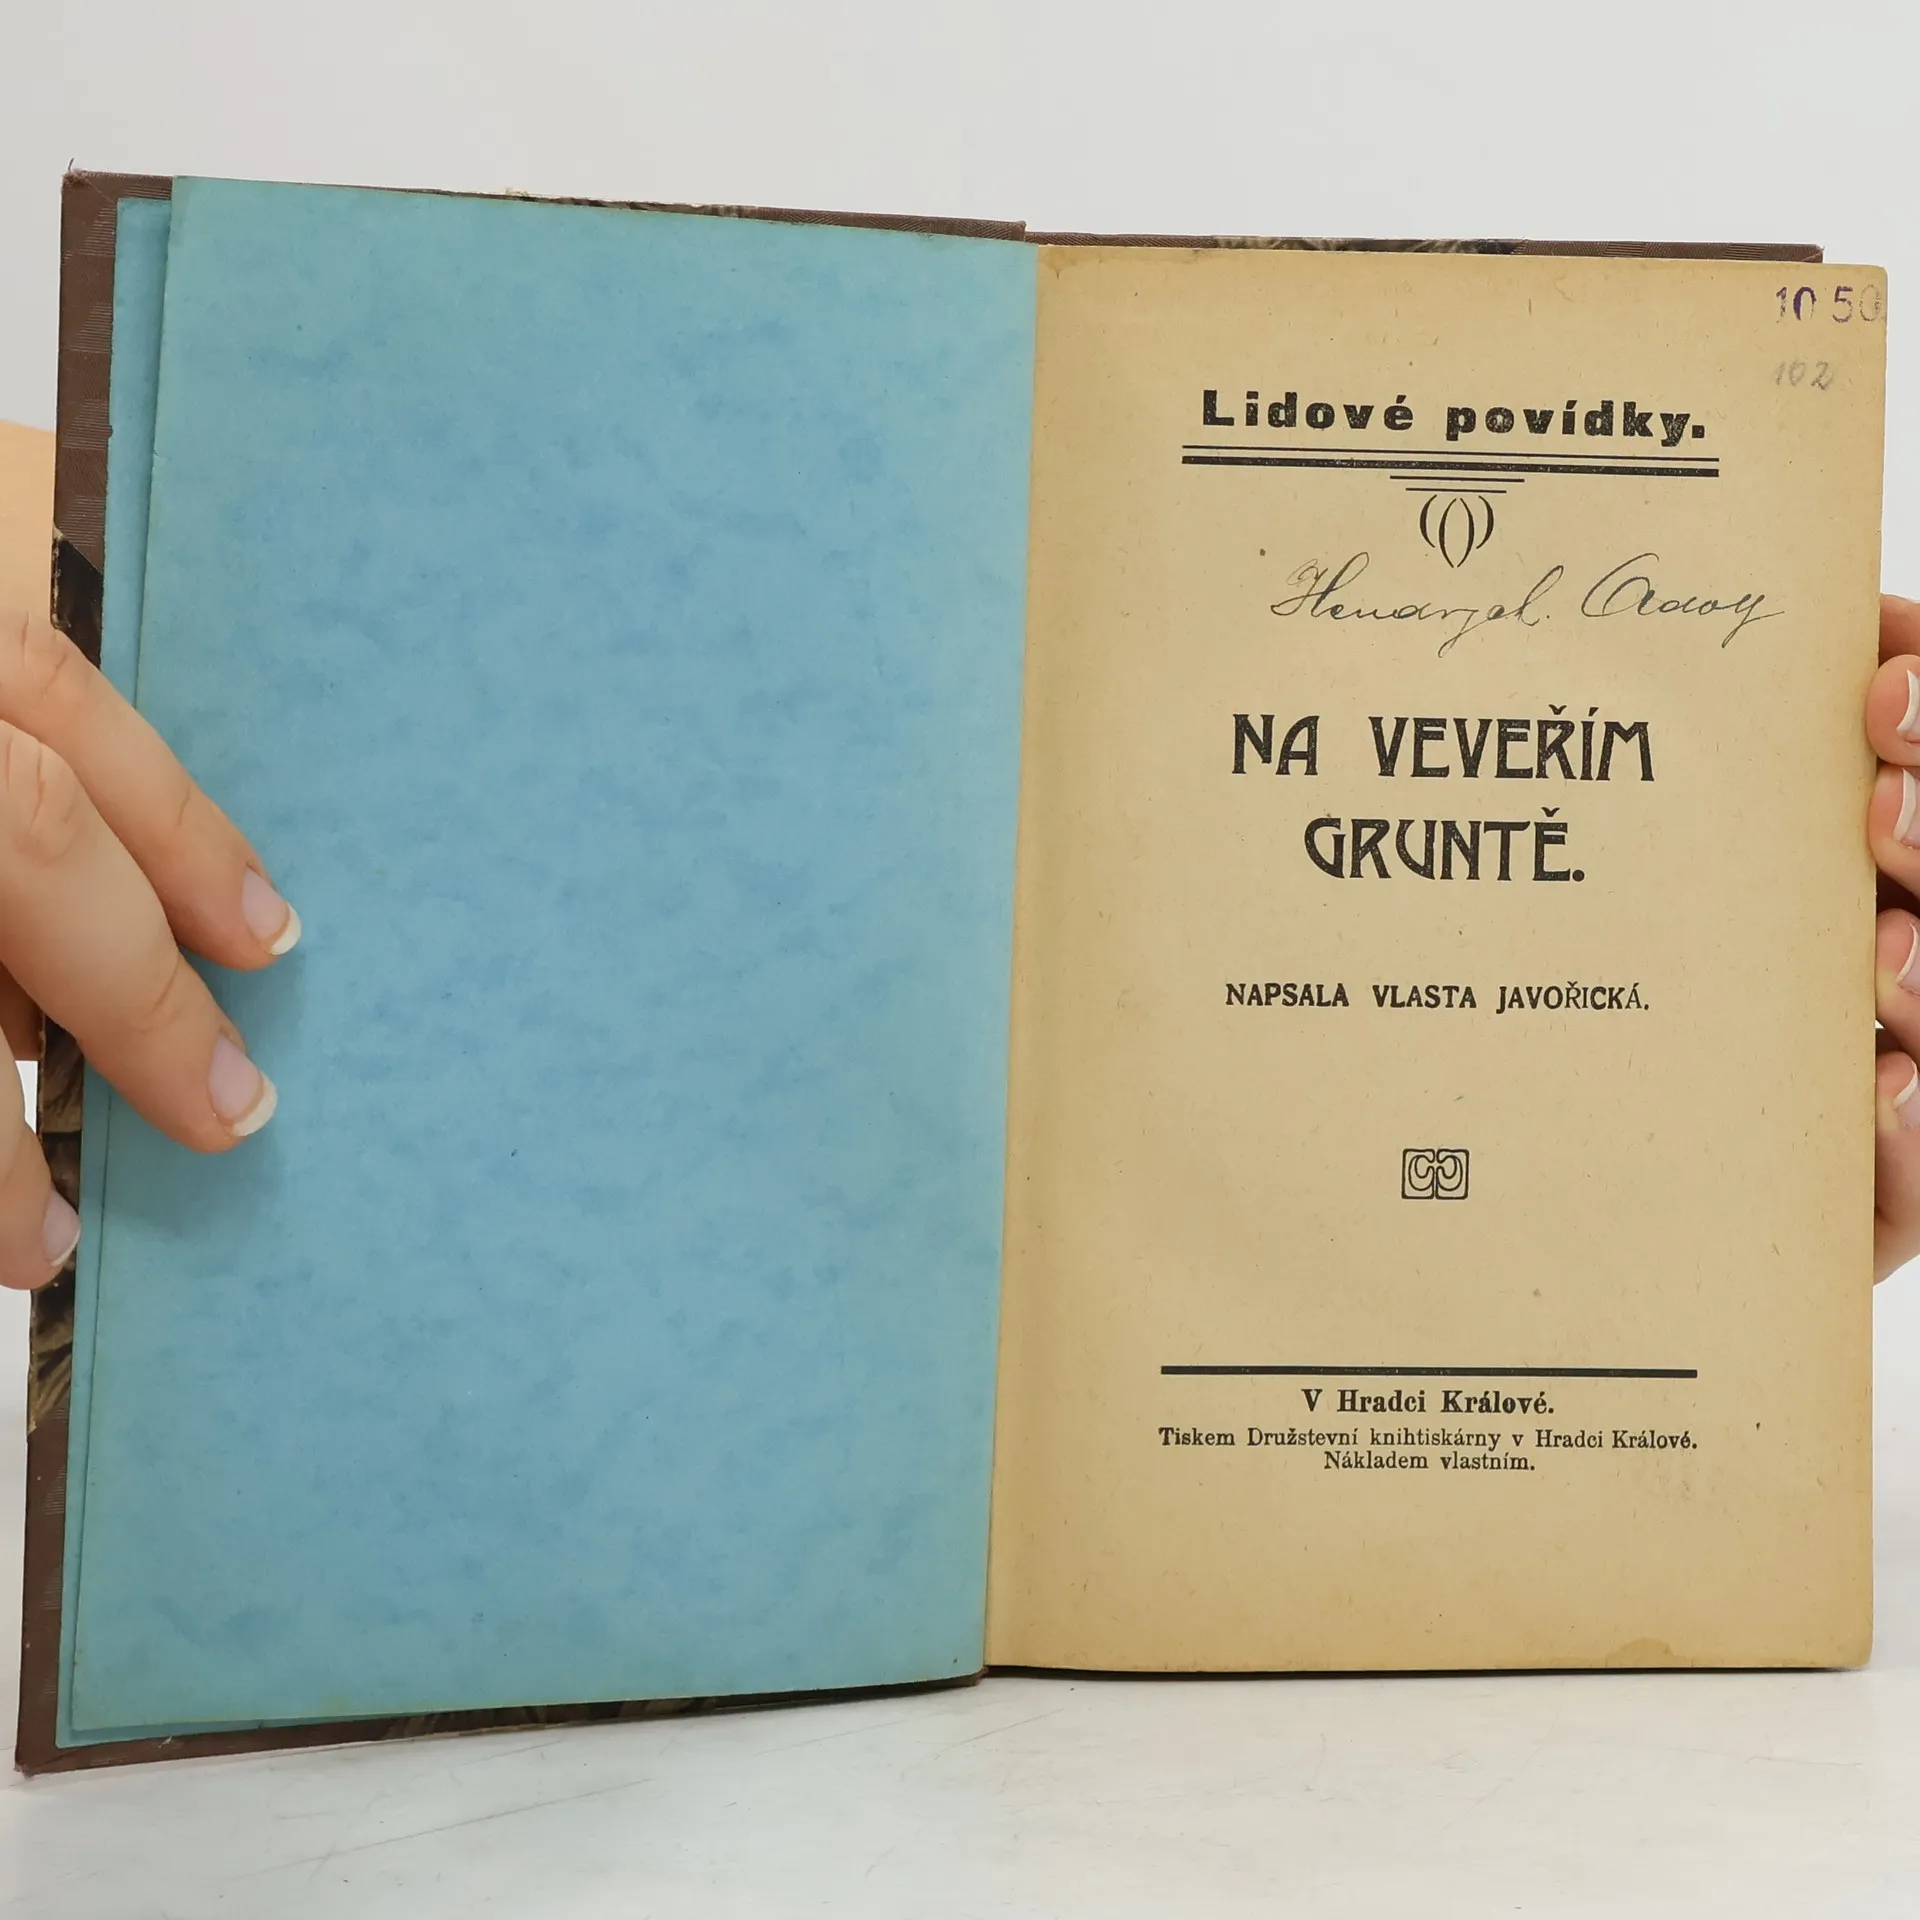 10 50
102
Lidové povídky.
NA VEVEŘÍM
GRUNTĚ.
NAPSALA VLASTA JAVOŘICKÁ.
V Hradci Králové.
Tiskem Družstevní knihtiskárny v Hradci Králové.
Nákladem vlastním.